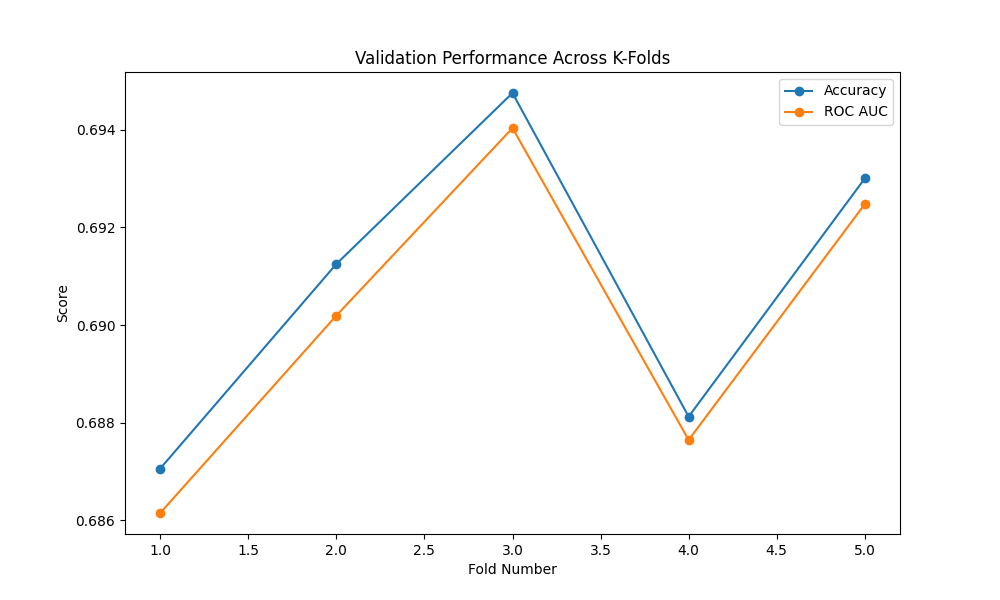 Validation Performance Across K-Folds
Accuracy
ROC AUC
0.694
0.692
0.690
0.688
0.686
Score
1.0 1.5 2.0 2.5 3.0 3.5 4.0 4.5 5.0
Fold Number